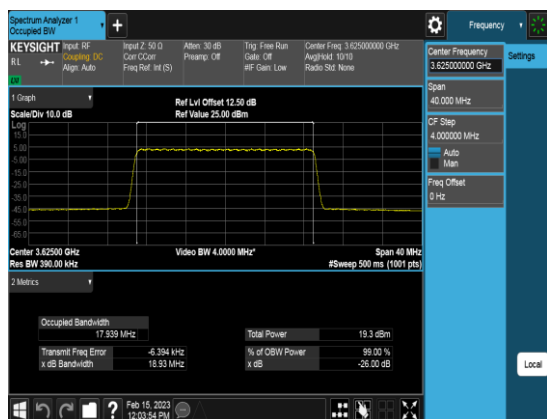 Spectrum Analyzer 1
Occupied BW
+
Frequency
KEYSIGHT
RL
Input: RF
Coupling: DC
Align: Auto
Input Z: 50 Ω
Corr CCorr
Freq Ref: Int (S)
Atten: 30 dB
Preamp: Off
Trig: Free Run
Gate: Off
#IF Gain: Low
Center Freq: 3.625000000 GHz
Avg|Hold: 10/10
Radio Std: None
Center Frequency
3.625000000 GHz
Settings
Span
40.000 MHz
CF Step
4.000000 MHz
Auto
Man
Freq Offset
0 Hz
1 Graph
Scale/Div 10.0 dB
Ref Lvl Offset 12.50 dB
Ref Value 25.00 dBm
Log
15.0
5.00
-5.00
-15.0
-25.0
-35.0
-45.0
-55.0
-65.0
Center 3.62500 GHz
Res BW 390.00 kHz
Video BW 4.0000 MHz*
Span 40 MHz
#Sweep 500 ms (1001 pts)
2 Metrics
Occupied Bandwidth
17.939 MHz
Transmit Freq Error -6.394 kHz
x dB Bandwidth 18.93 MHz
Total Power 19.3 dBm
% of OBW Power 99.00 %
x dB -26.00 dB
Local
?
Feb 15, 2023
12:03:54 PM